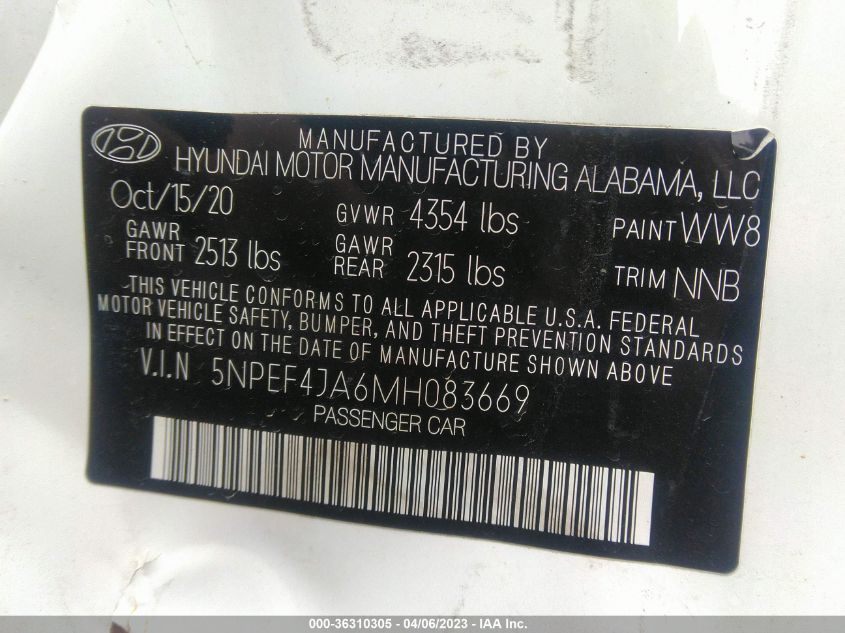 MANUFACTURED BY
HYUNDAI MOTOR MANUFACTURING ALABAMA, LLC
Oct/15/20 GVWR 4354 lbs PAINT WW8
GAWR FRONT 2513 lbs GAWR REAR 2315 lbs TRIM NNB
THIS VEHICLE CONFORMS TO ALL APPLICABLE U.S.A. FEDERAL
MOTOR VEHICLE SAFETY, BUMPER, AND THEFT PREVENTION STANDARDS
IN EFFECT ON THE DATE OF MANUFACTURE SHOWN ABOVE
V.I.N 5NPEF4JA6MH083669
PASSENGER CAR
000-36310305 - 04/06/2023 - IAA Inc.